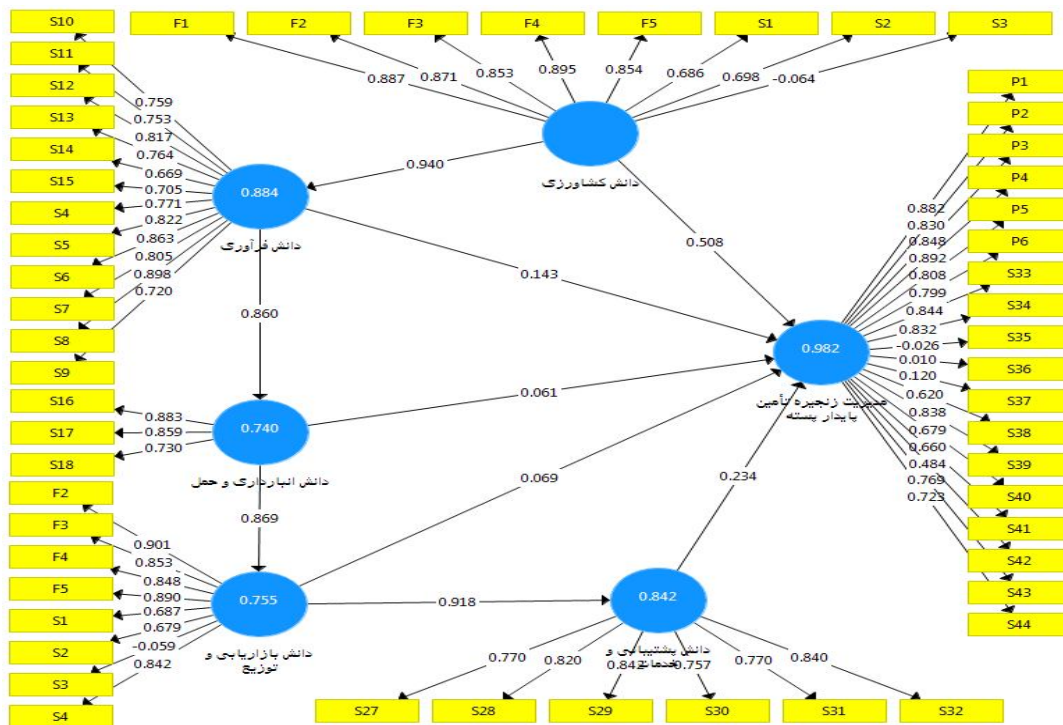 S10
F1
F2
F3
F4
F5
S1
S2
S3
S11
S12
S13
S14
S15
S4
S5
S6
S7
S8
S9
0.887
0.871
0.853
0.895
0.854
0.686
0.698
-0.064
دانش کشاورزی
0.759
0.753
0.817
0.764
0.669
0.705
0.771
0.822
0.863
0.805
0.898
0.720
0.884
دانش فرآوری
0.940
0.508
0.143
0.860
P1
P2
P3
P4
P5
P6
S33
S34
S35
S36
S37
S38
S39
S40
S41
S42
S43
S44
0.882
0.830
0.848
0.892
0.808
0.799
0.844
0.832
-0.026
0.010
0.120
0.620
0.838
0.679
0.660
0.484
0.769
0.723
0.982
مدیریت زنجیره تأمین
پایدار پسته
S16
S17
S18
0.883
0.859
0.730
0.740
دانش انبارداری و حمل
0.061
0.869
0.069
0.234
F2
F3
F4
F5
S1
S2
S3
S4
0.901
0.853
0.848
0.890
0.687
0.679
-0.059
0.842
0.755
دانش بازاریابی و
توزیع
0.918
0.842
دانش پشتیبانی و
خدمات
0.770
0.820
0.842
0.757
0.770
0.840
S27
S28
S29
S30
S31
S32